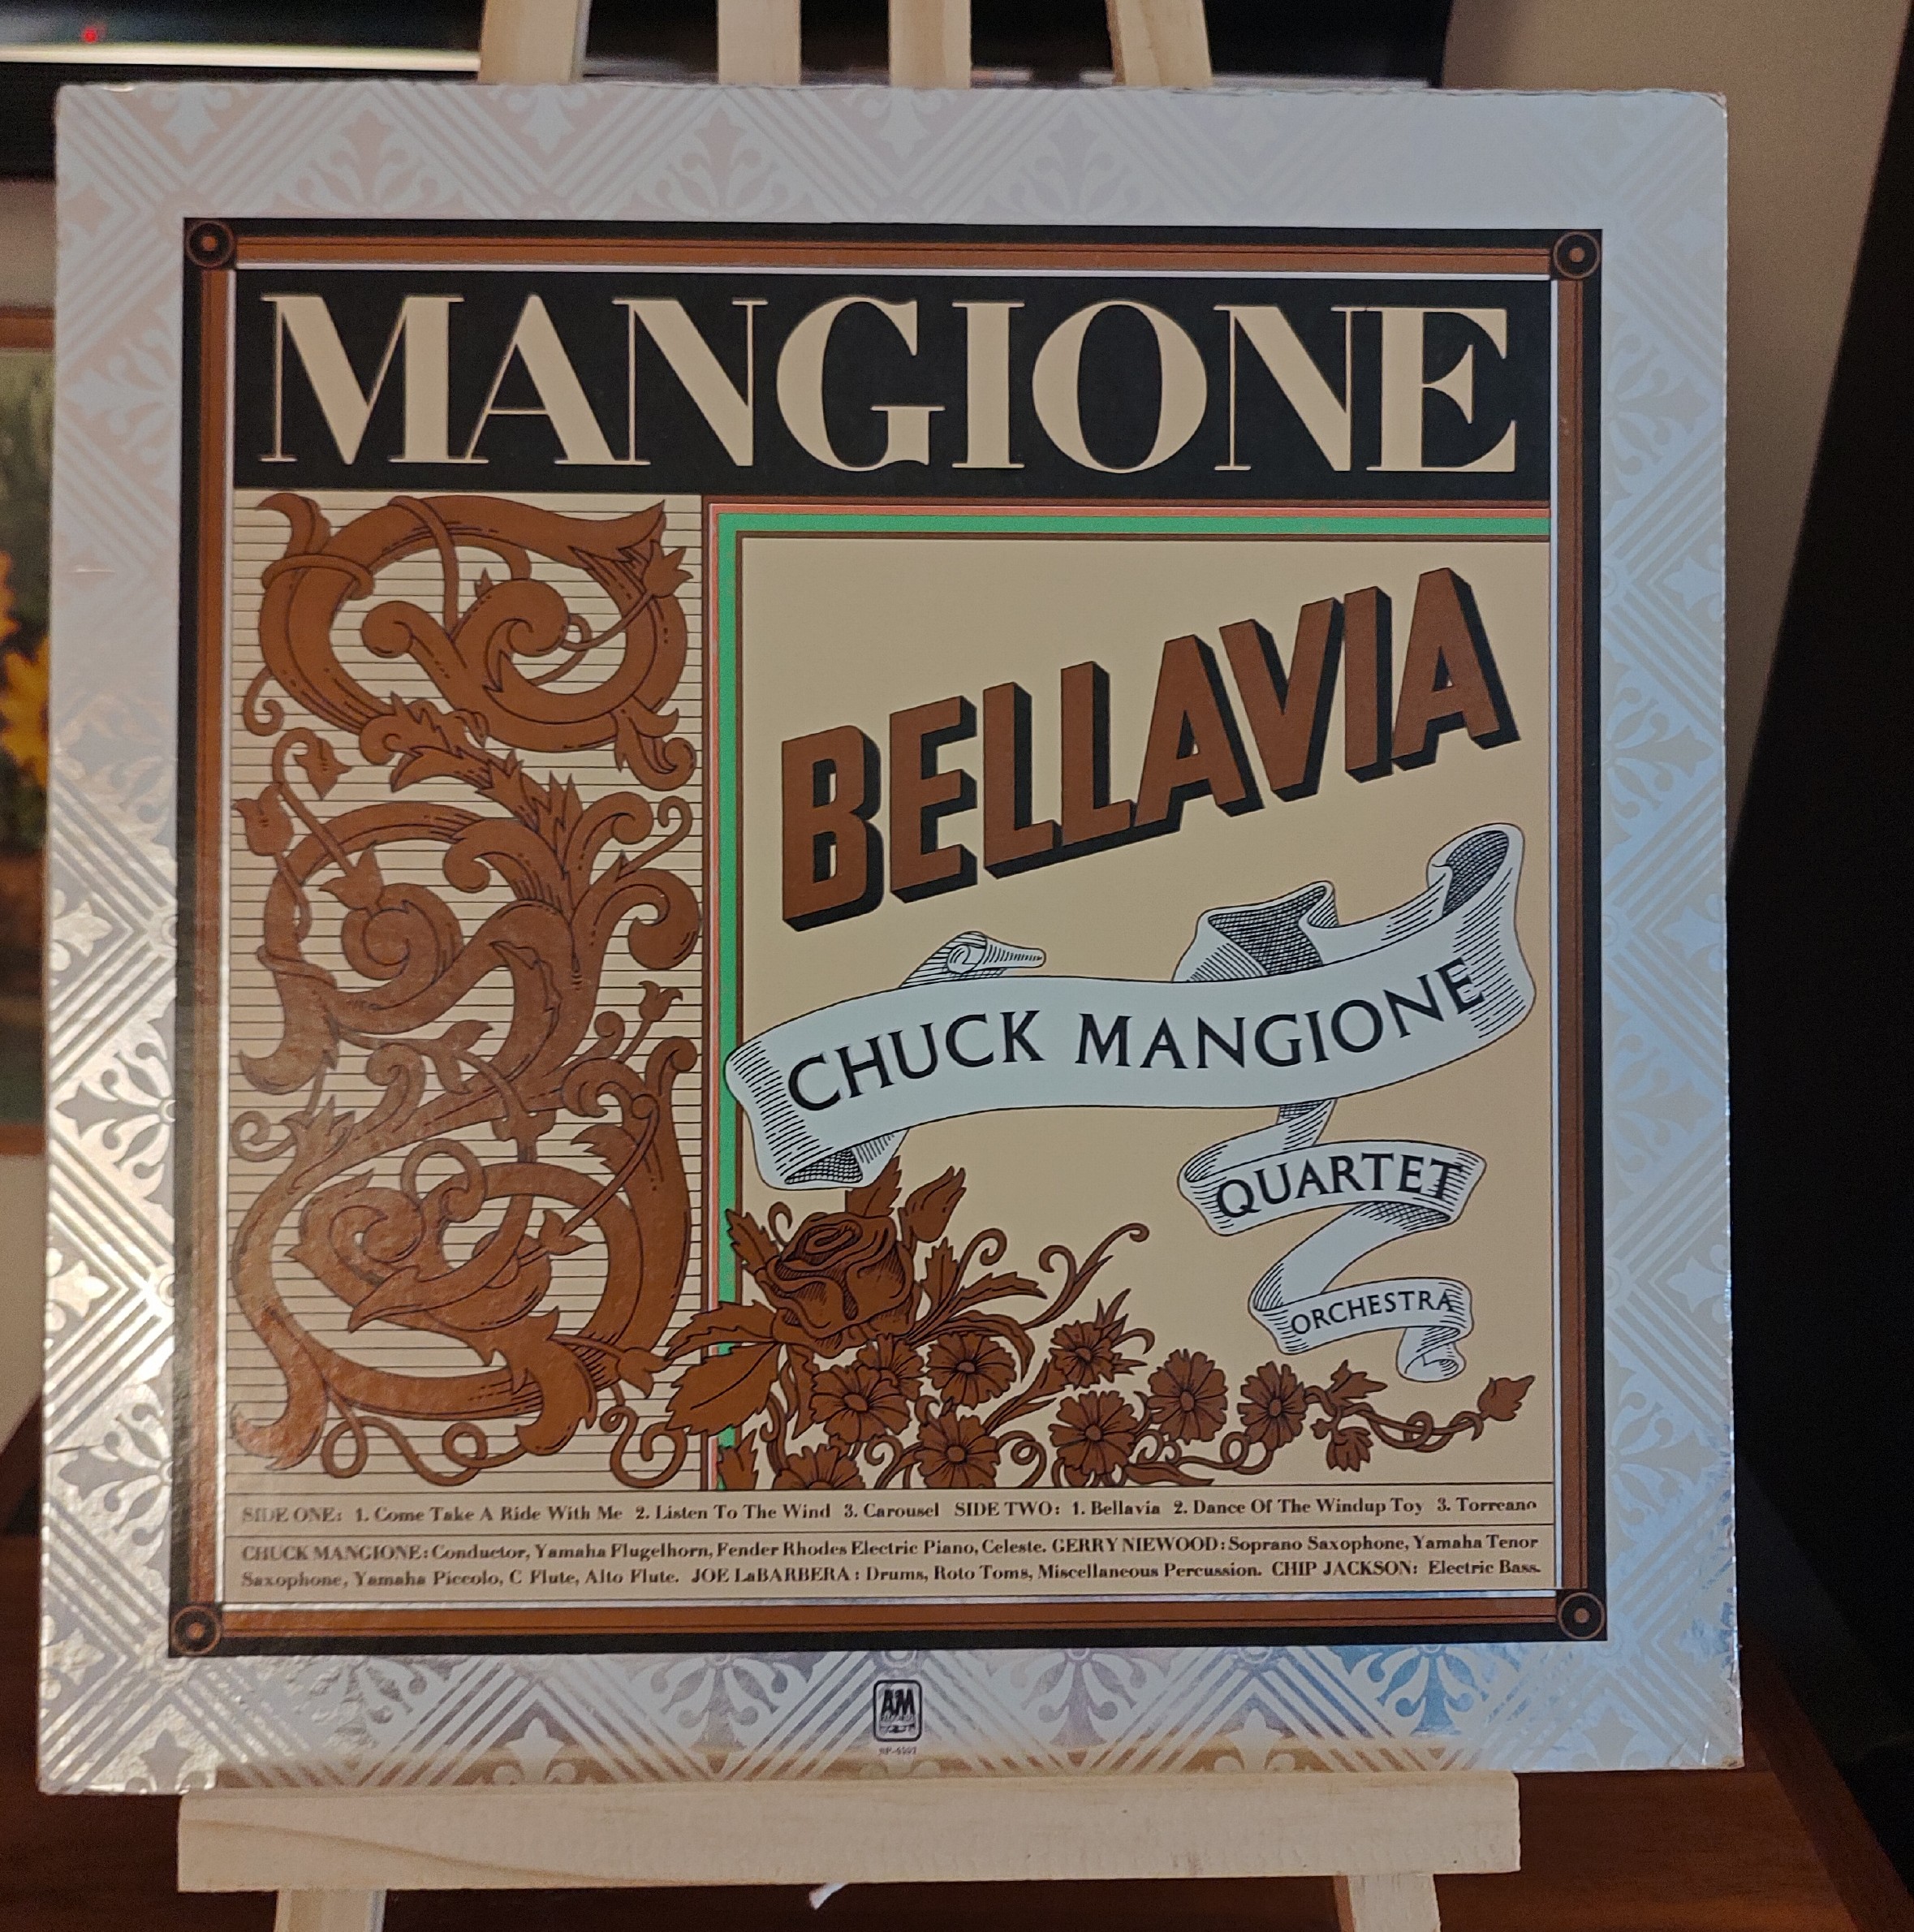 MANGIONE
BELLAVIA
CHUCK MANGIONE
QUARTET
ORCHESTRA
SIDE ONE: 1. Come Take A Ride With Me 2. Listen To The Wind 3. Carousel SIDE TWO: 1. Bellavia 2. Dance Of The Windup Toy 3. Torreano
CHUCK MANGIONE: Conductor, Yamaha Flugelhorn, Fender Rhodes Electric Piano, Celeste. GERRY NIEWOOD: Soprano Saxophone, Yamaha Tenor
Saxophone, Yamaha Piccolo, C Flute, Alto Flute. JOE LaBARBERA: Drums, Roto Toms, Miscellaneous Percussion. CHIP JACKSON: Electric Bass.
AM
RECORDS